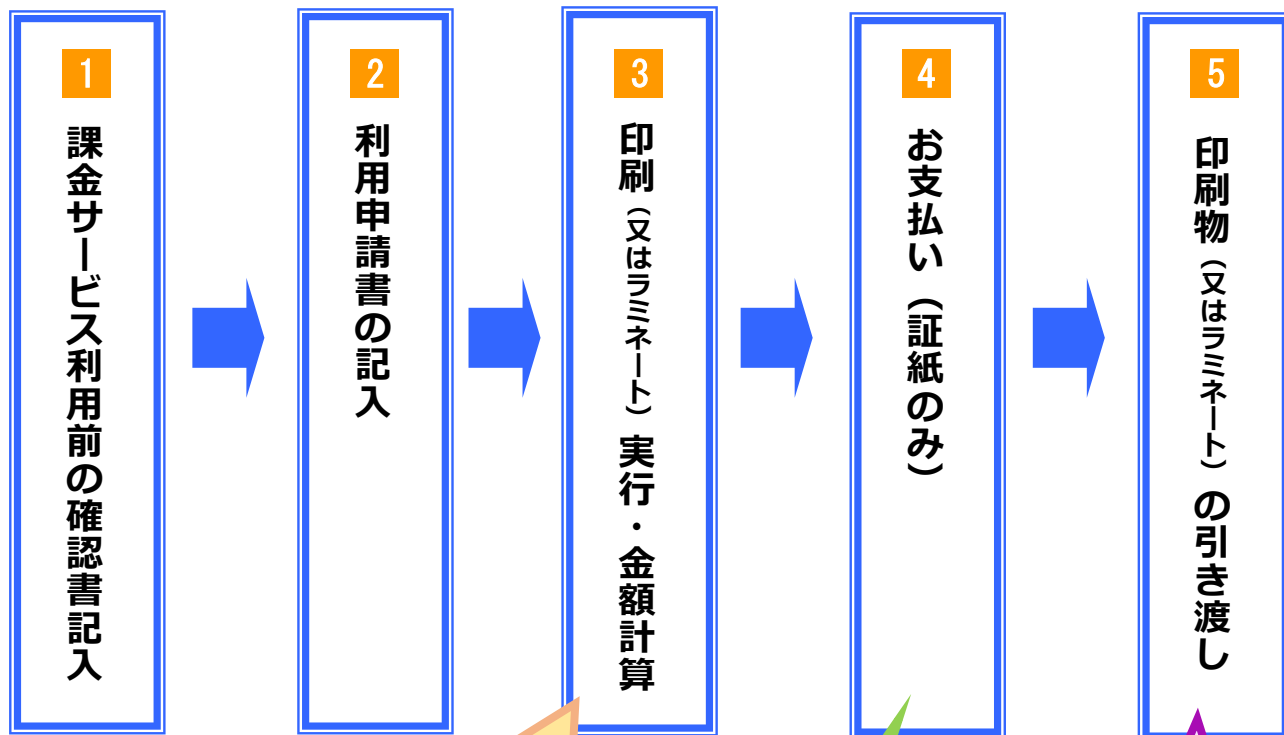 1
課金サービス利用前の確認書記入
2
利用申請書の記入
3
印刷（又はラミネート）実行・金額計算
4
お支払い（証紙のみ）
5
印刷物（又はラミネート）の引き渡し